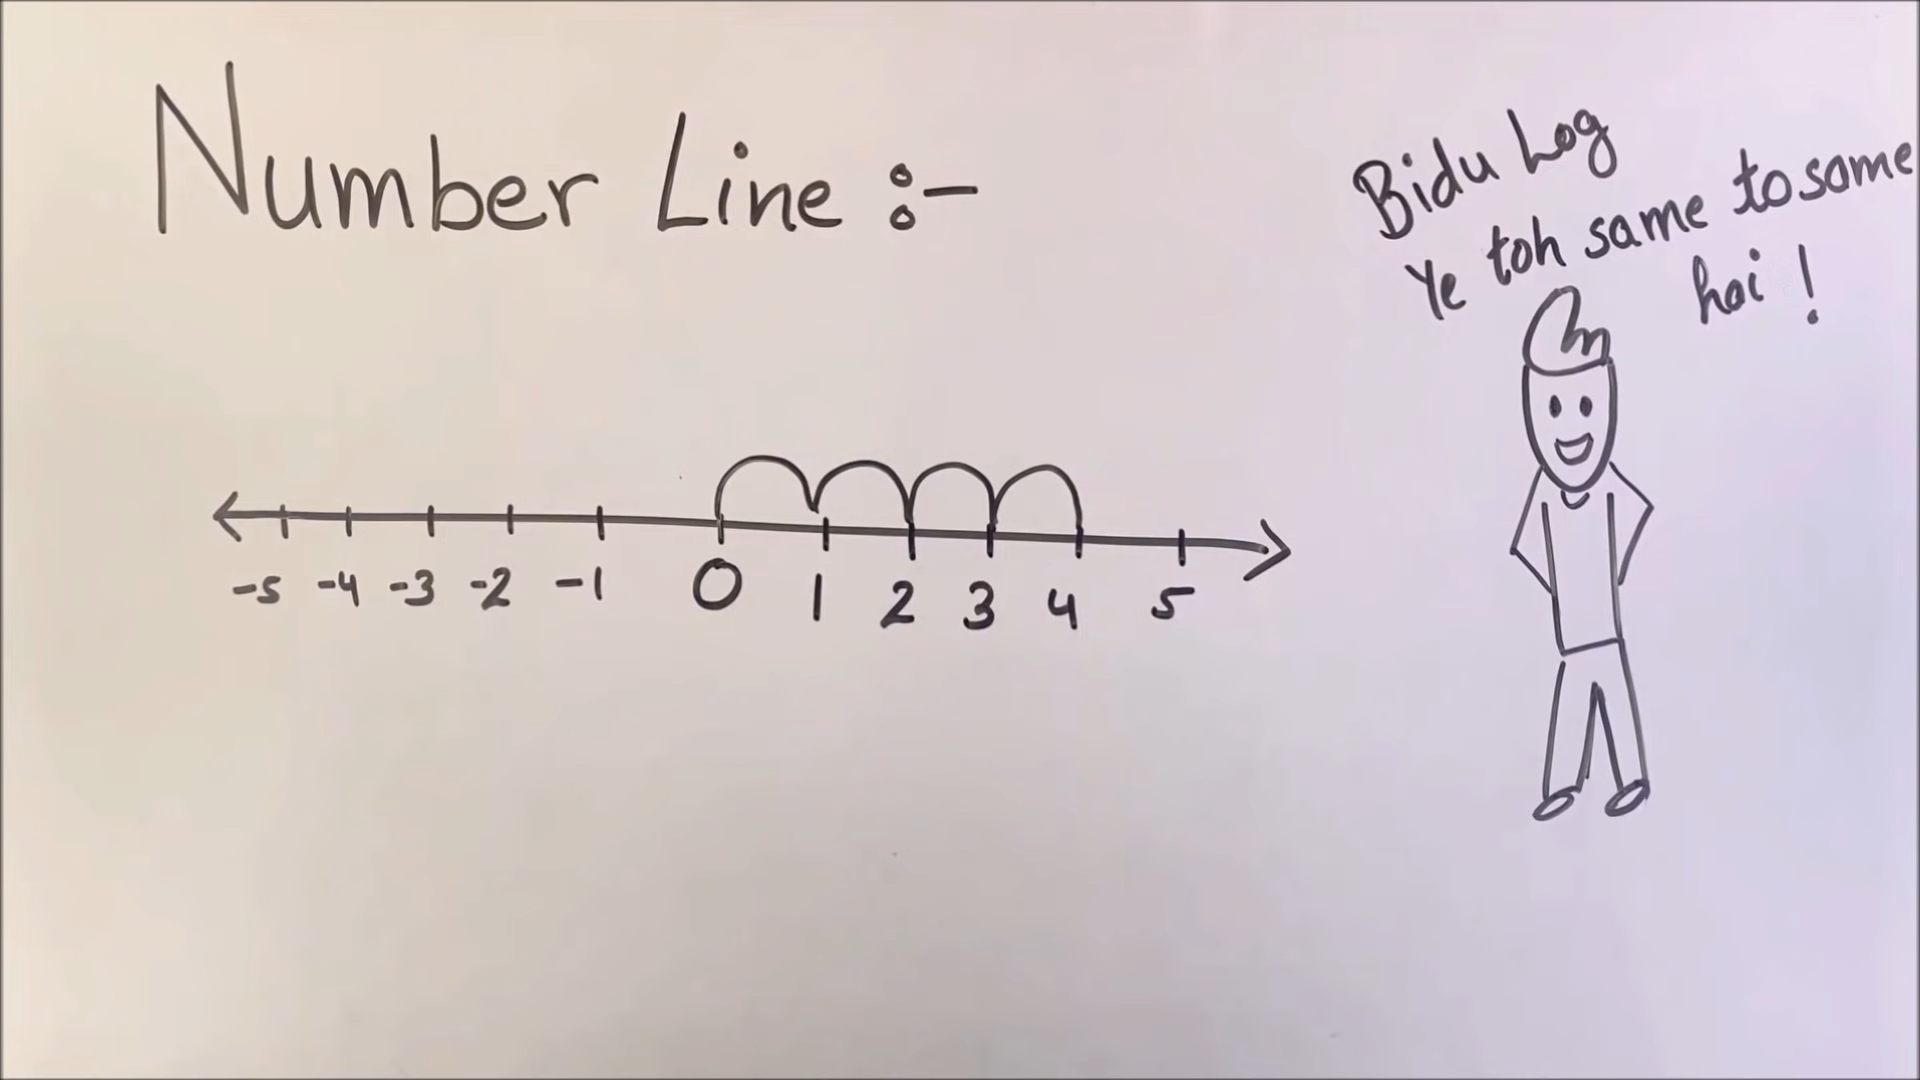 Number Line :-
Bidu log
Ye toh same to same
hai !
-5 -4 -3 -2 -1 0 1 2 3 4 5